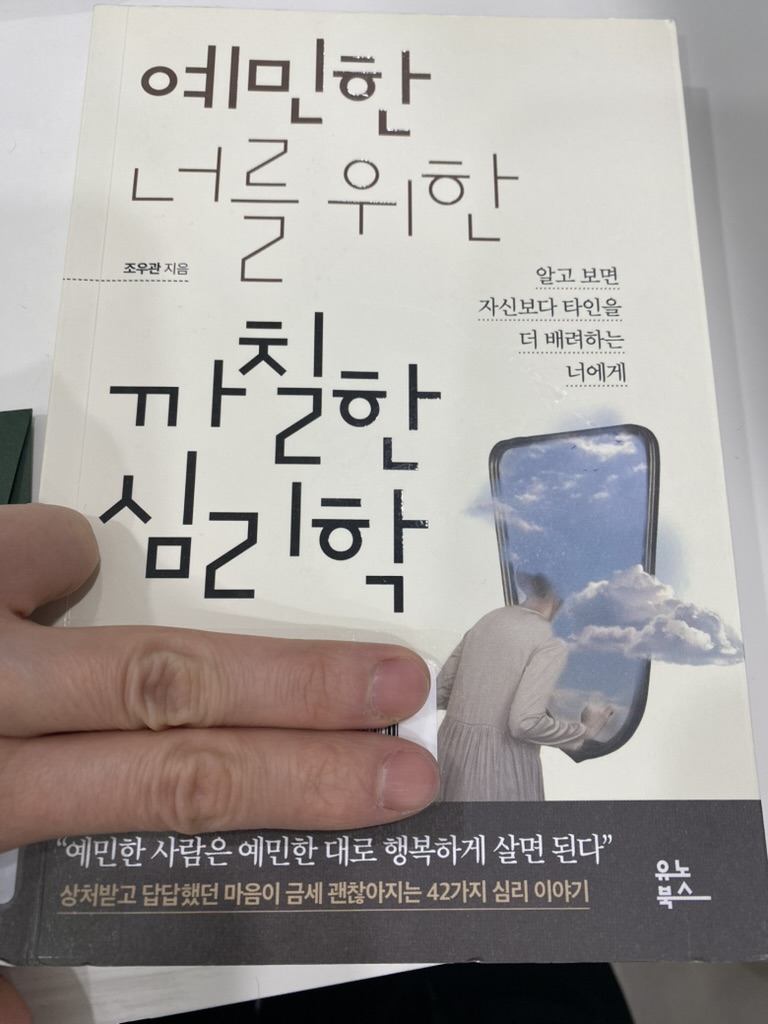 예민한
너를 위한
조우관 지음
알고 보면
자신보다 타인을
더 배려하는
너에게
까칠한
심리학
“예민한 사람은 예민한 대로 행복하게 살면 된다”
상처받고 답답했던 마음이 금세 괜찮아지는 42가지 심리 이야기
유노
북스